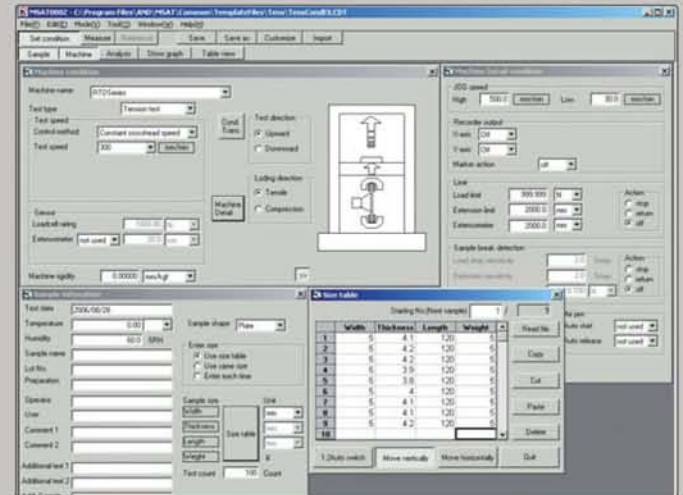 MSAT0002 - C:\Program Files\AND\MSAT\Common\TemplateFiles\Tens\TensCondEX.CDT
File(F) Edit(E) Mode(V) Tool(Q) Window(W) Help(H)
Set condition Measure Save Save as Customize Import
Sample Machine Analysis Show graph Table view
Machine condition
Machine name RTDSeries
Test type Tension test
Test speed
Control method Constant crosshead speed
Test speed 300 mm/min
Cond. Trans.
Test direction
Upward
Downward
Loding direction
Tensile
Compression
Machine Detail
Sensor
Loadcell rating
Extensometer not used
Machine rigidity 0.00000 mm/kgf
>>
Machine Detail condition
JOG speed
High 500.0 mm/min Low 30.0 mm/min
Recorder output
X-axis Off
Y-axis Off
Marker action off
Limit
Load limit 999.999 N
Extension limit 2000.0 mm
Extensometer 2000.0 mm
Action
stop
return
off
Sample break detection
Action
stop
return
off
Auto start not used
Auto release not used
Sample information
Test date 2006/08/28
Temperature 0.00
Humidity 60.0 %RH
Sample name
Lot No.
Preparation
Operator
User
Comment 1
Comment 2
Additional text 1
Additional text 2
Sample shape Plate
Enter size
Use size table
Use same size
Enter each time
Sample size Unit
Width mm
Thickness
Length
Weight g
Size table
Test count 100 Count
Size table
Starting No.(Next sample) 1 / 9
Width Thickness Length Weight
1 5 4.1 120 5
2 5 4.2 120 5
3 5 4.2 120 5
4 5 3.9 120 5
5 5 3.8 120 5
6 5 4 120 5
7 5 4.1 120 5
8 5 4.1 120 5
9 5 4.2 120 5
10
Read file
Copy
Cut
Paste
Delete
Move vertically Move horizontally Quit